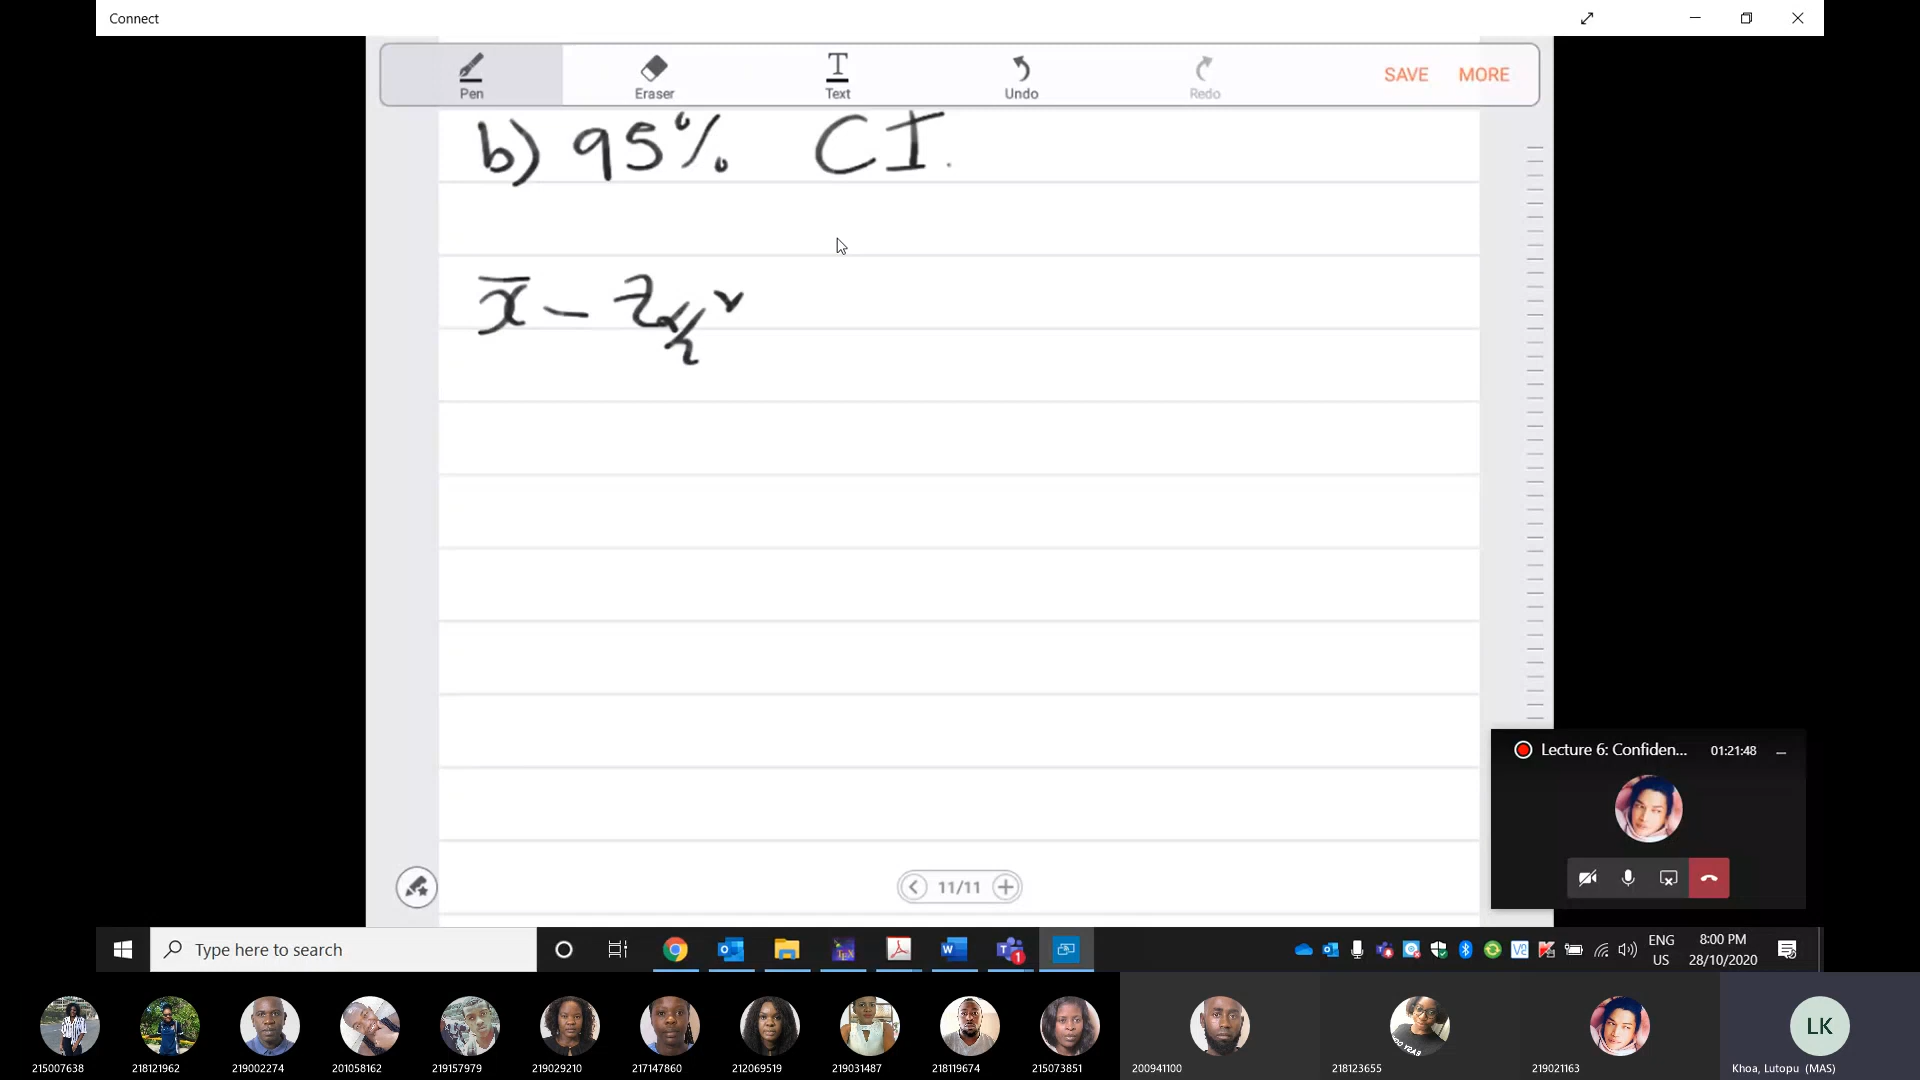 Connect
Pen
Eraser
T
Text
Undo
Redo
SAVE MORE
b) 95% CI.
x̄ - z α/2
11/11
Lecture 6: Confiden... 01:21:48
Type here to search
ENG
US
8:00 PM
28/10/2020
215007638
218121962
219002274
201058162
219157979
219029210
217147860
212069519
219031487
218119674
215073851
200941100
218123655
219021163
LK
Khoa, Lutopu (MAS)